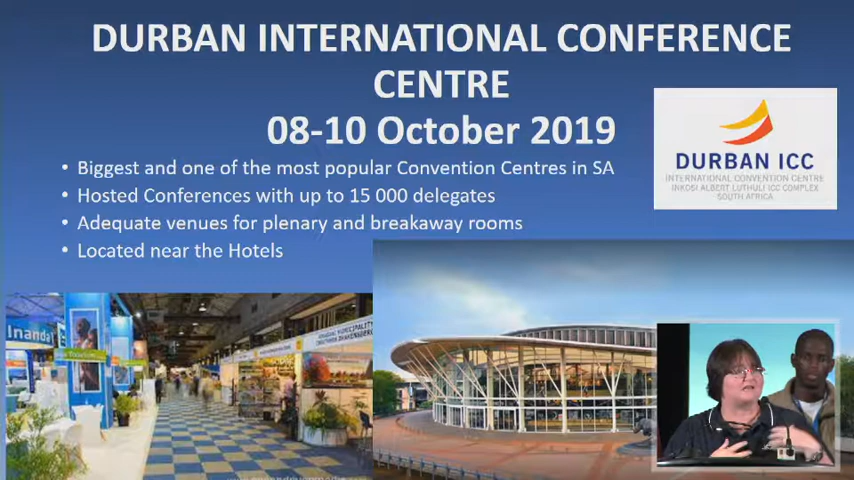 DURBAN INTERNATIONAL CONFERENCE
CENTRE
08-10 October 2019
• Biggest and one of the most popular Convention Centres in SA
• Hosted Conferences with up to 15 000 delegates
• Adequate venues for plenary and breakaway rooms
• Located near the Hotels
DURBAN ICC
INTERNATIONAL CONVENTION CENTRE
INKOSI ALBERT LUTHULI ICC COMPLEX
SOUTH AFRICA
Inanda